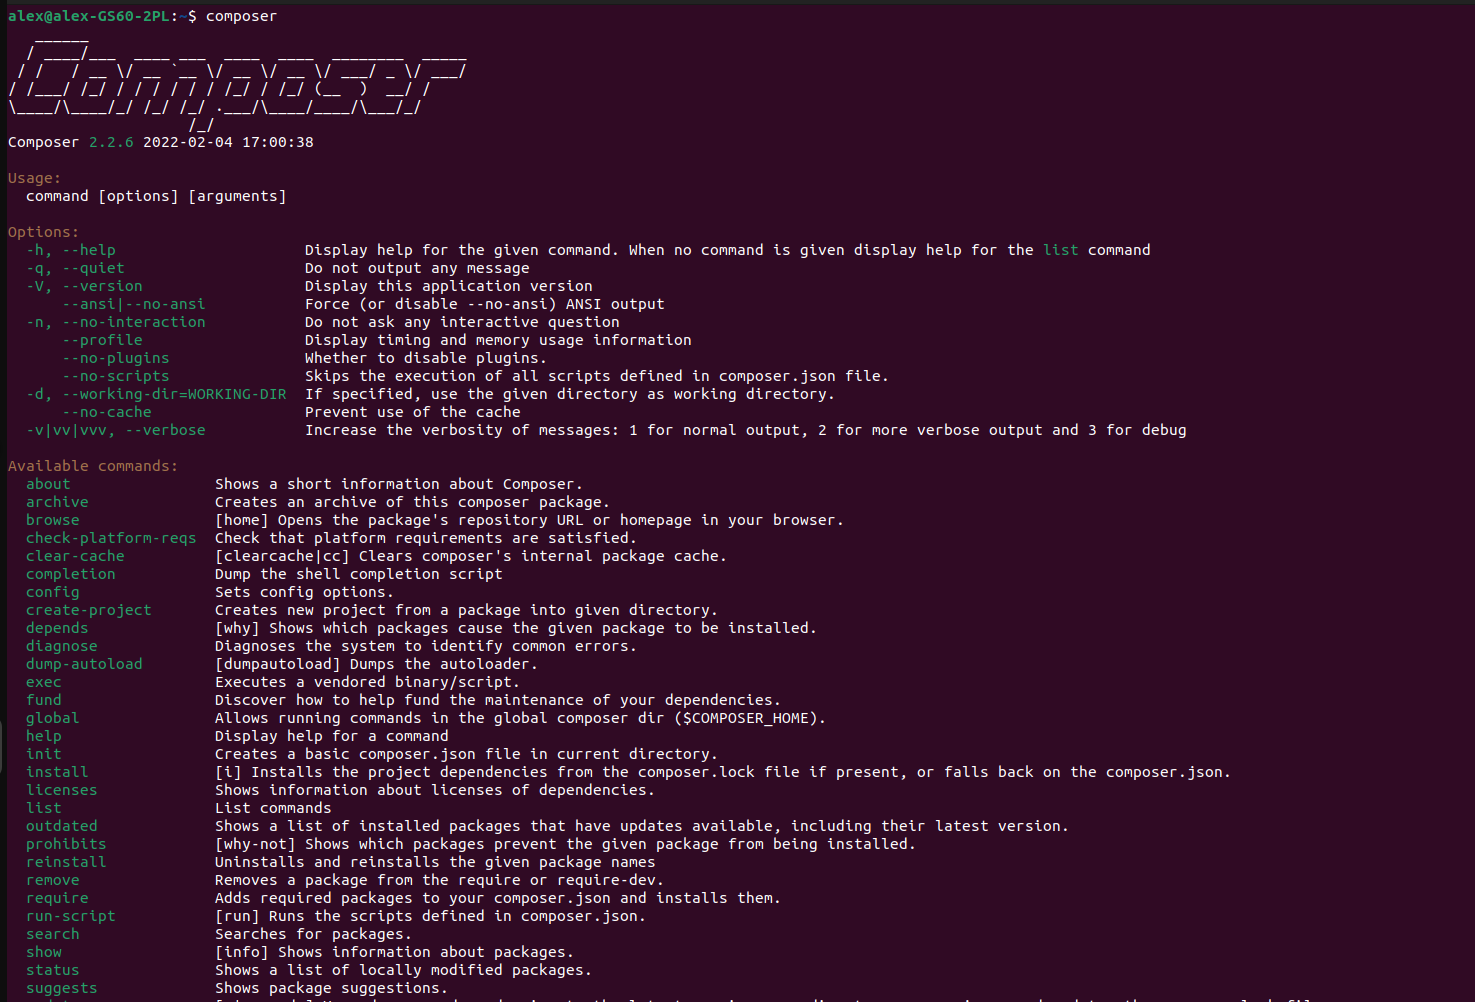 alex@alex-GS60-2PL:~$ composer
Composer
Composer 2.2.6 2022-02-04 17:00:38
Usage:
command [options] [arguments]
Options:
-h, --help Display help for the given command. When no command is given display help for the list command
-q, --quiet Do not output any message
-V, --version Display this application version
--ansi|--no-ansi Force (or disable --no-ansi) ANSI output
-n, --no-interaction Do not ask any interactive question
--profile Display timing and memory usage information
--no-plugins Whether to disable plugins.
--no-scripts Skips the execution of all scripts defined in composer.json file.
-d, --working-dir=WORKING-DIR If specified, use the given directory as working directory.
--no-cache Prevent use of the cache
-v|vv|vvv, --verbose Increase the verbosity of messages: 1 for normal output, 2 for more verbose output and 3 for debug
Available commands:
about Shows a short information about Composer.
archive Creates an archive of this composer package.
browse [home] Opens the package's repository URL or homepage in your browser.
check-platform-reqs Check that platform requirements are satisfied.
clear-cache [clearcache|cc] Clears composer's internal package cache.
completion Dump the shell completion script
config Sets config options.
create-project Creates new project from a package into given directory.
depends [why] Shows which packages cause the given package to be installed.
diagnose Diagnoses the system to identify common errors.
dump-autoload [dumpautoload] Dumps the autoloader.
exec Executes a vendored binary/script.
fund Discover how to help fund the maintenance of your dependencies.
global Allows running commands in the global composer dir ($COMPOSER_HOME).
help Display help for a command
init Creates a basic composer.json file in current directory.
install [i] Installs the project dependencies from the composer.lock file if present, or falls back on the composer.json.
licenses Shows information about licenses of dependencies.
list List commands
outdated Shows a list of installed packages that have updates available, including their latest version.
prohibits [why-not] Shows which packages prevent the given package from being installed.
reinstall Uninstalls and reinstalls the given package names
remove Removes a package from the require or require-dev.
require Adds required packages to your composer.json and installs them.
run-script [run] Runs the scripts defined in composer.json.
search Searches for packages.
show [info] Shows information about packages.
status Shows a list of locally modified packages.
suggests Shows package suggestions.